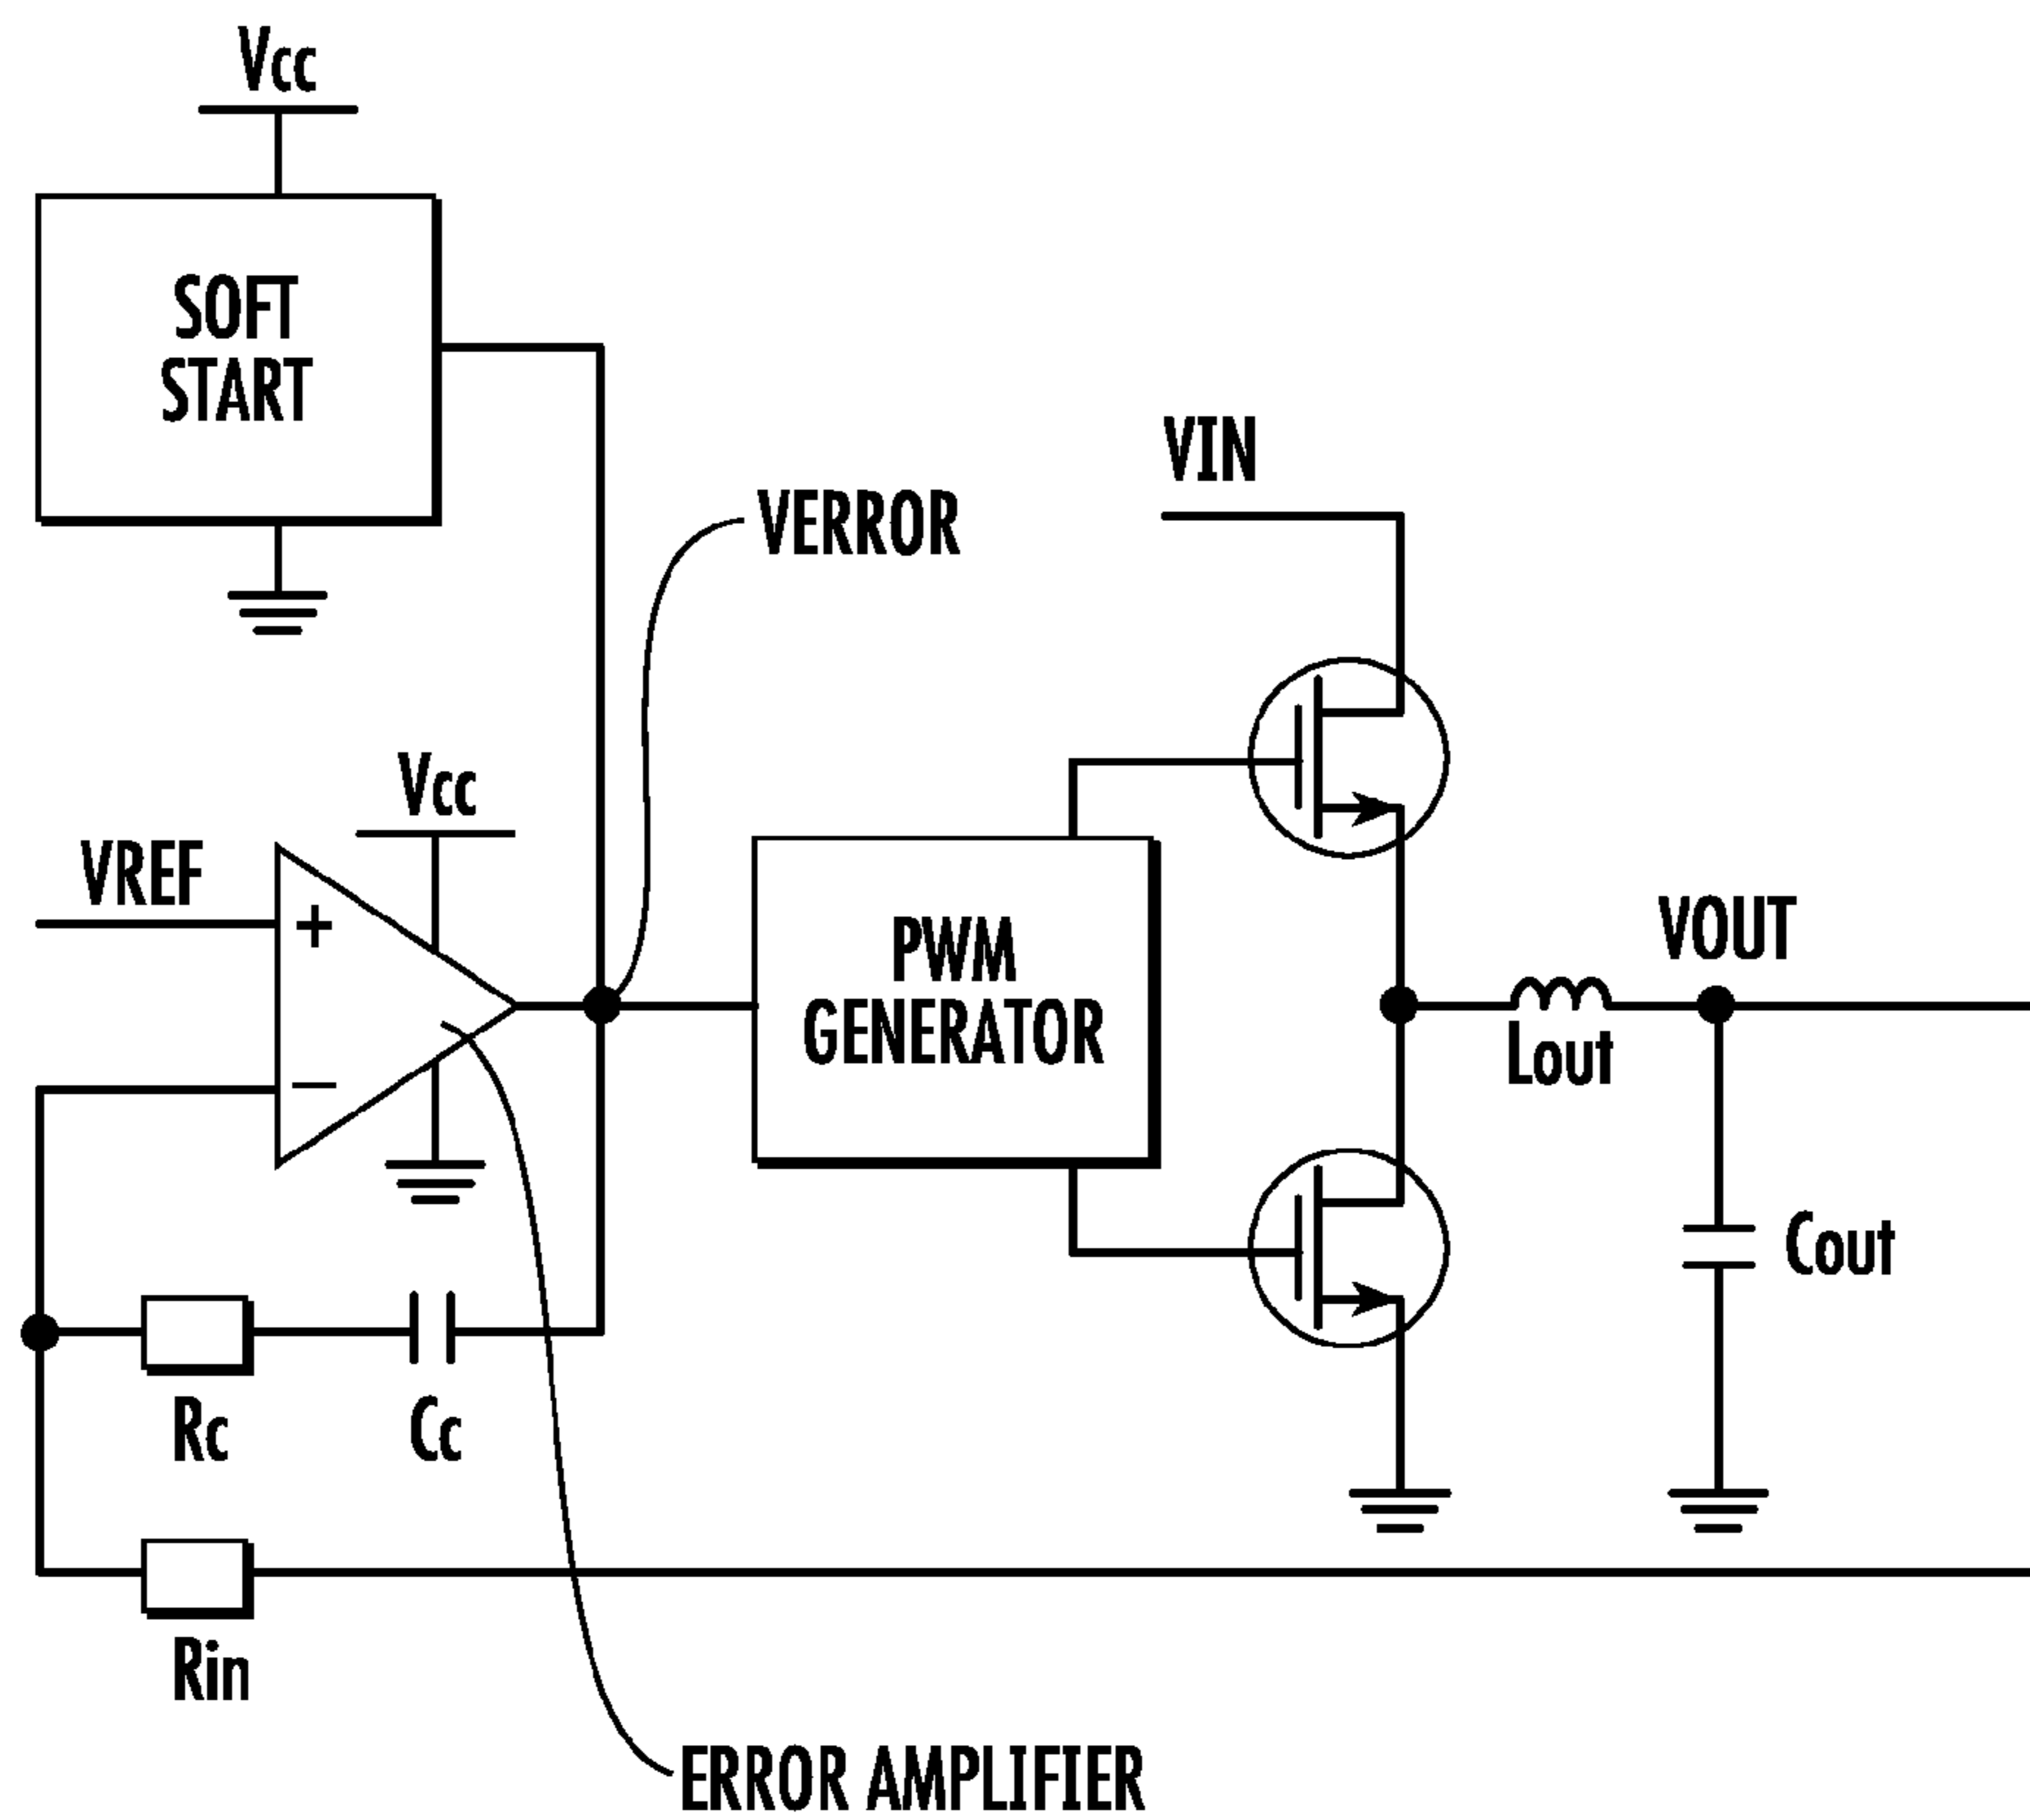 Vcc
SOFT
START
VIN
VERROR
Vcc
VREF
+
−
PWM
GENERATOR
VOUT
Lout
Cout
Rc
Cc
Rin
ERROR AMPLIFIER